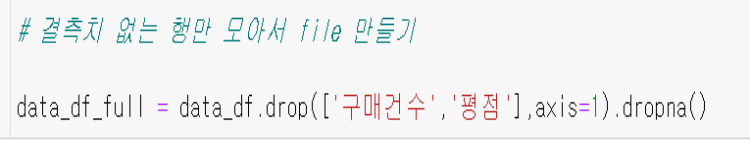 # 결측치 없는 행만 모아서 file 만들기
data_df_full = data_df.drop(['구매건수','평점'],axis=1).dropna()